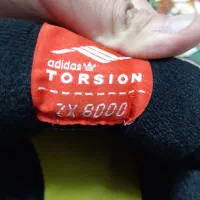 adidas
TORSION
ZX 8000